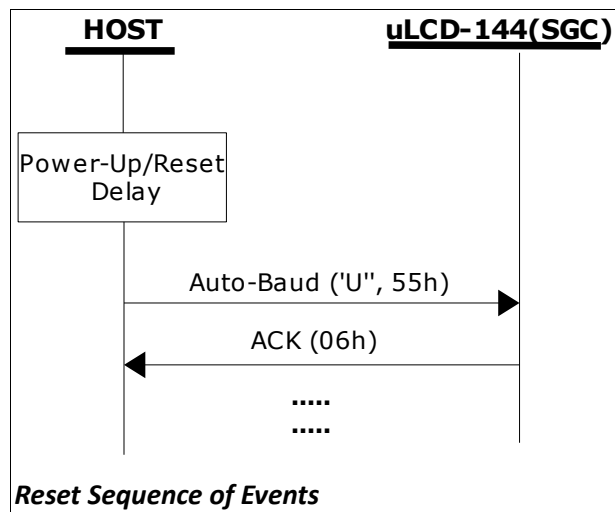 HOST
uLCD-144(SGC)
Power-Up/Reset
Delay
Auto-Baud ('U'', 55h)
ACK (06h)
.....
.....
Reset Sequence of Events